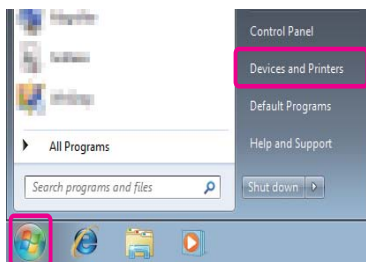 Control Panel
Devices and Printers
Default Programs
Help and Support
All Programs
Search programs and files
Shut down